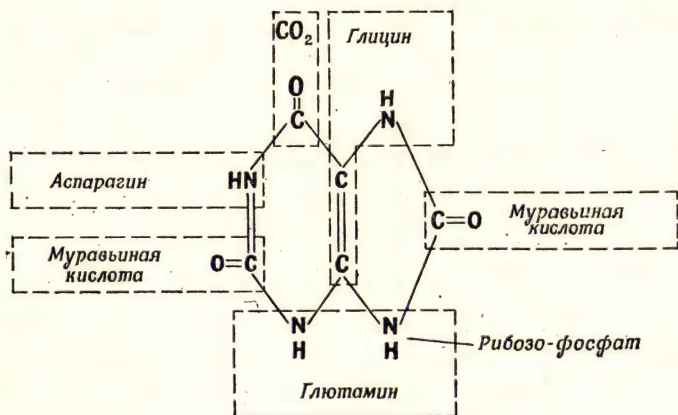 CO₂
Глицин
O
C
H
N
Аспарагин
HN
C
Муравьиная
кислота
O=C
C
C=O
Муравьиная
кислота
N
H
N
H
Рибозо-фосфат
Глютамин